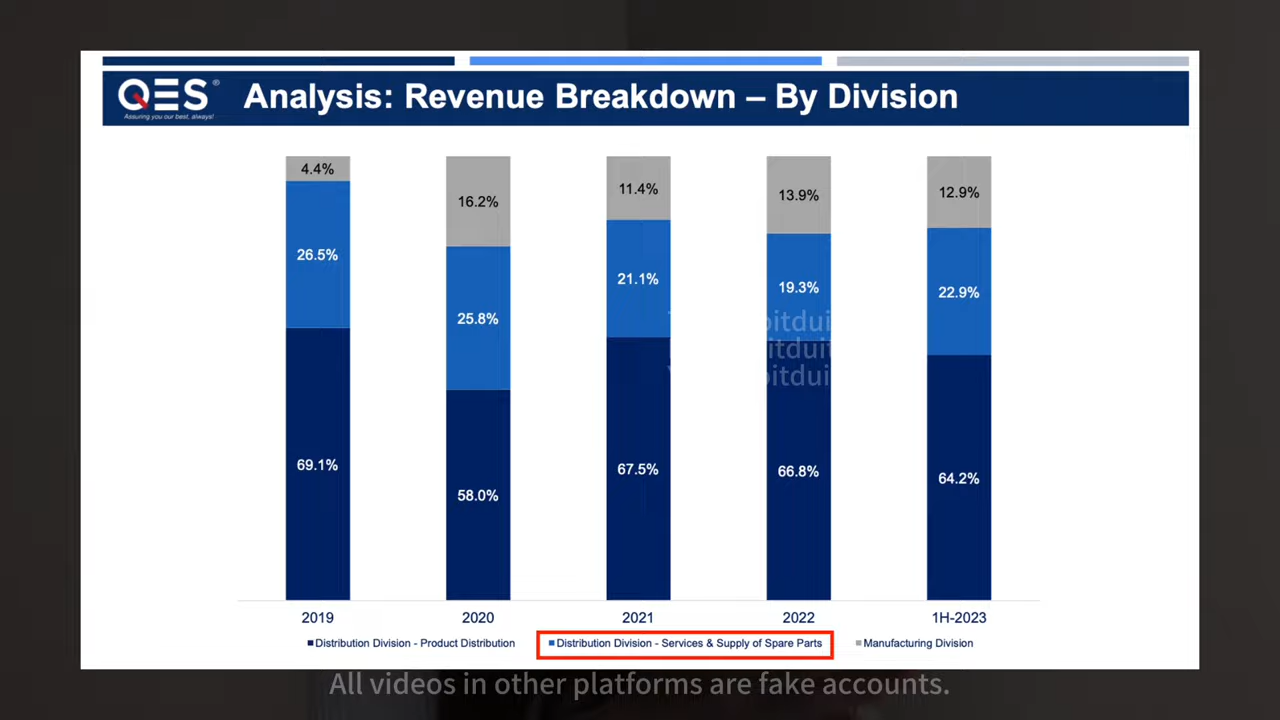 QES®
Assuring you our best, always!
Analysis: Revenue Breakdown – By Division
4.4% 16.2% 11.4% 13.9% 12.9%
26.5% 25.8% 21.1% 19.3% 22.9%
69.1% 58.0% 67.5% 66.8% 64.2%
2019 2020 2021 2022 1H-2023
Distribution Division - Product Distribution Distribution Division - Services & Supply of Spare Parts Manufacturing Division
All videos in other platforms are fake accounts.